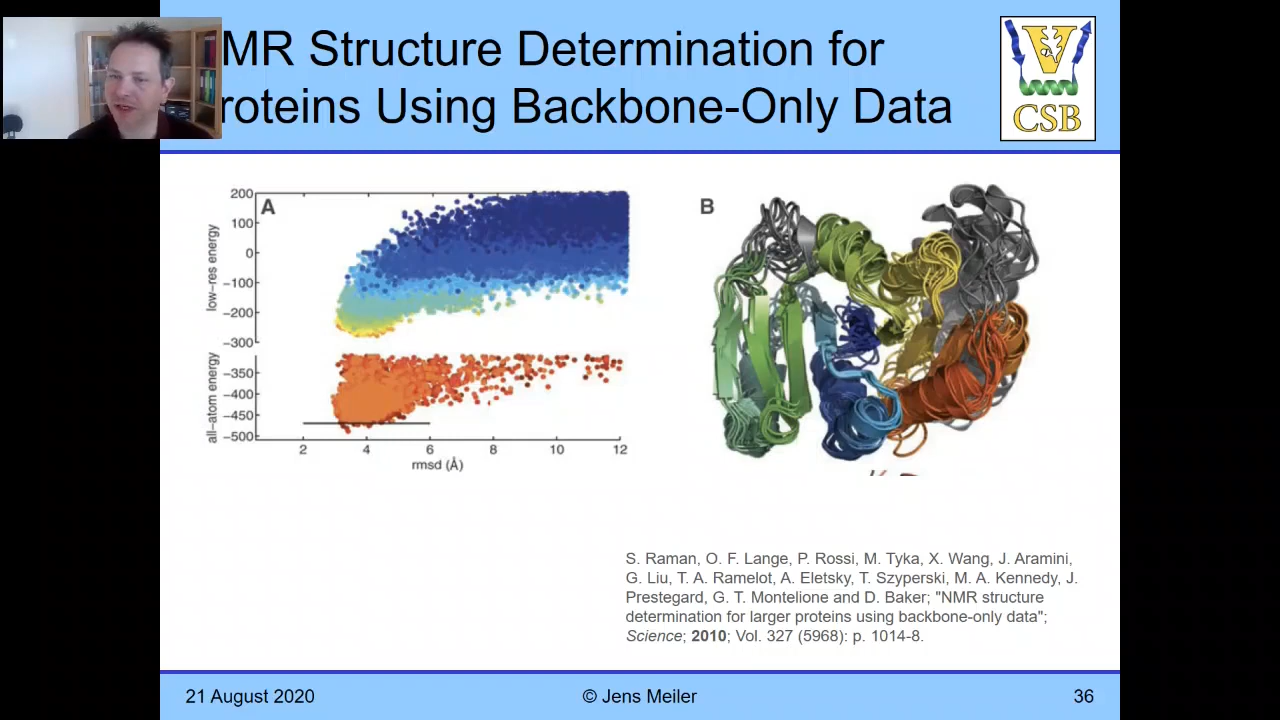 MR Structure Determination for
roteins Using Backbone-Only Data
V
CSB
A
200
100
0
−100
−200
−300
low−res energy
−350
−400
−450
−500
all−atom energy
2 4 6 8 10 12
rmsd (Å)
B
S. Raman, O. F. Lange, P. Rossi, M. Tyka, X. Wang, J. Aramini,
G. Liu, T. A. Ramelot, A. Eletsky, T. Szyperski, M. A. Kennedy, J.
Prestegard, G. T. Montelione and D. Baker; "NMR structure
determination for larger proteins using backbone-only data";
Science; 2010; Vol. 327 (5968): p. 1014-8.
21 August 2020 © Jens Meiler 36